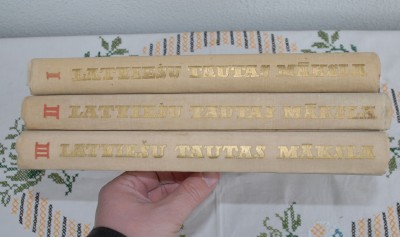 I LATVIEŠU TAUTAS MĀKSLA
II LATVIEŠU TAUTAS MĀKSLA
III LATVIEŠU TAUTAS MĀKSLA